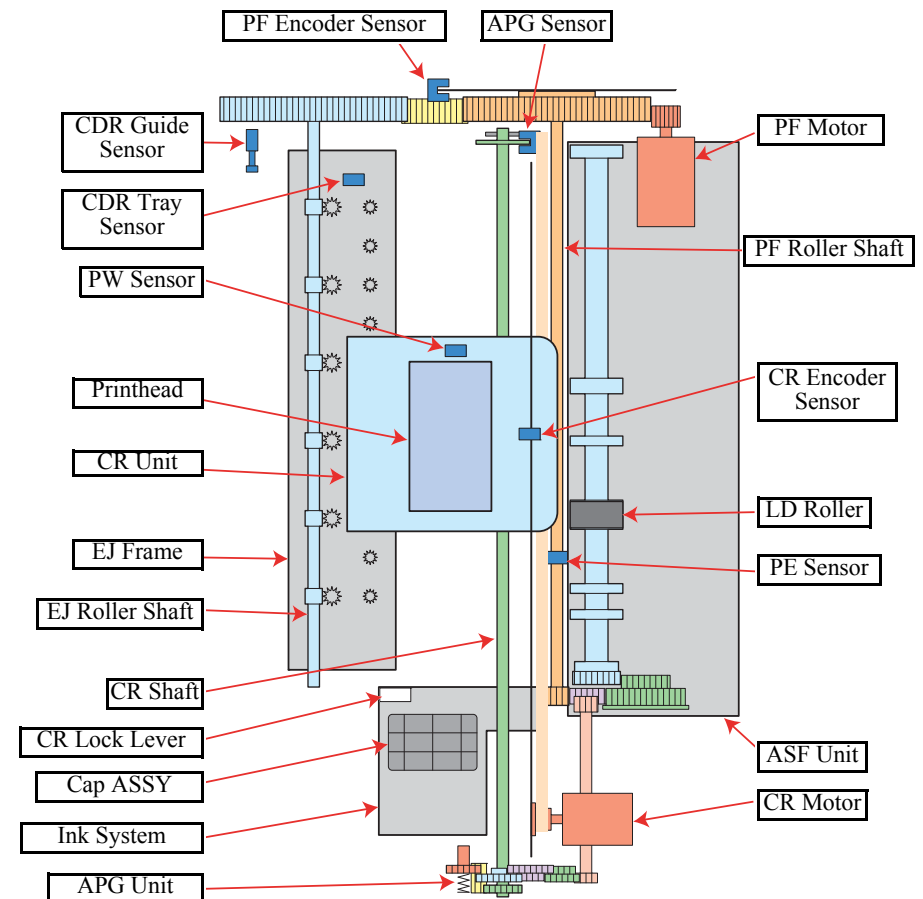 PF Encoder Sensor
APG Sensor
CDR Guide
Sensor
PF Motor
CDR Tray
Sensor
PF Roller Shaft
PW Sensor
Printhead
CR Encoder
Sensor
CR Unit
LD Roller
EJ Frame
PE Sensor
EJ Roller Shaft
CR Shaft
CR Lock Lever
ASF Unit
Cap ASSY
CR Motor
Ink System
APG Unit